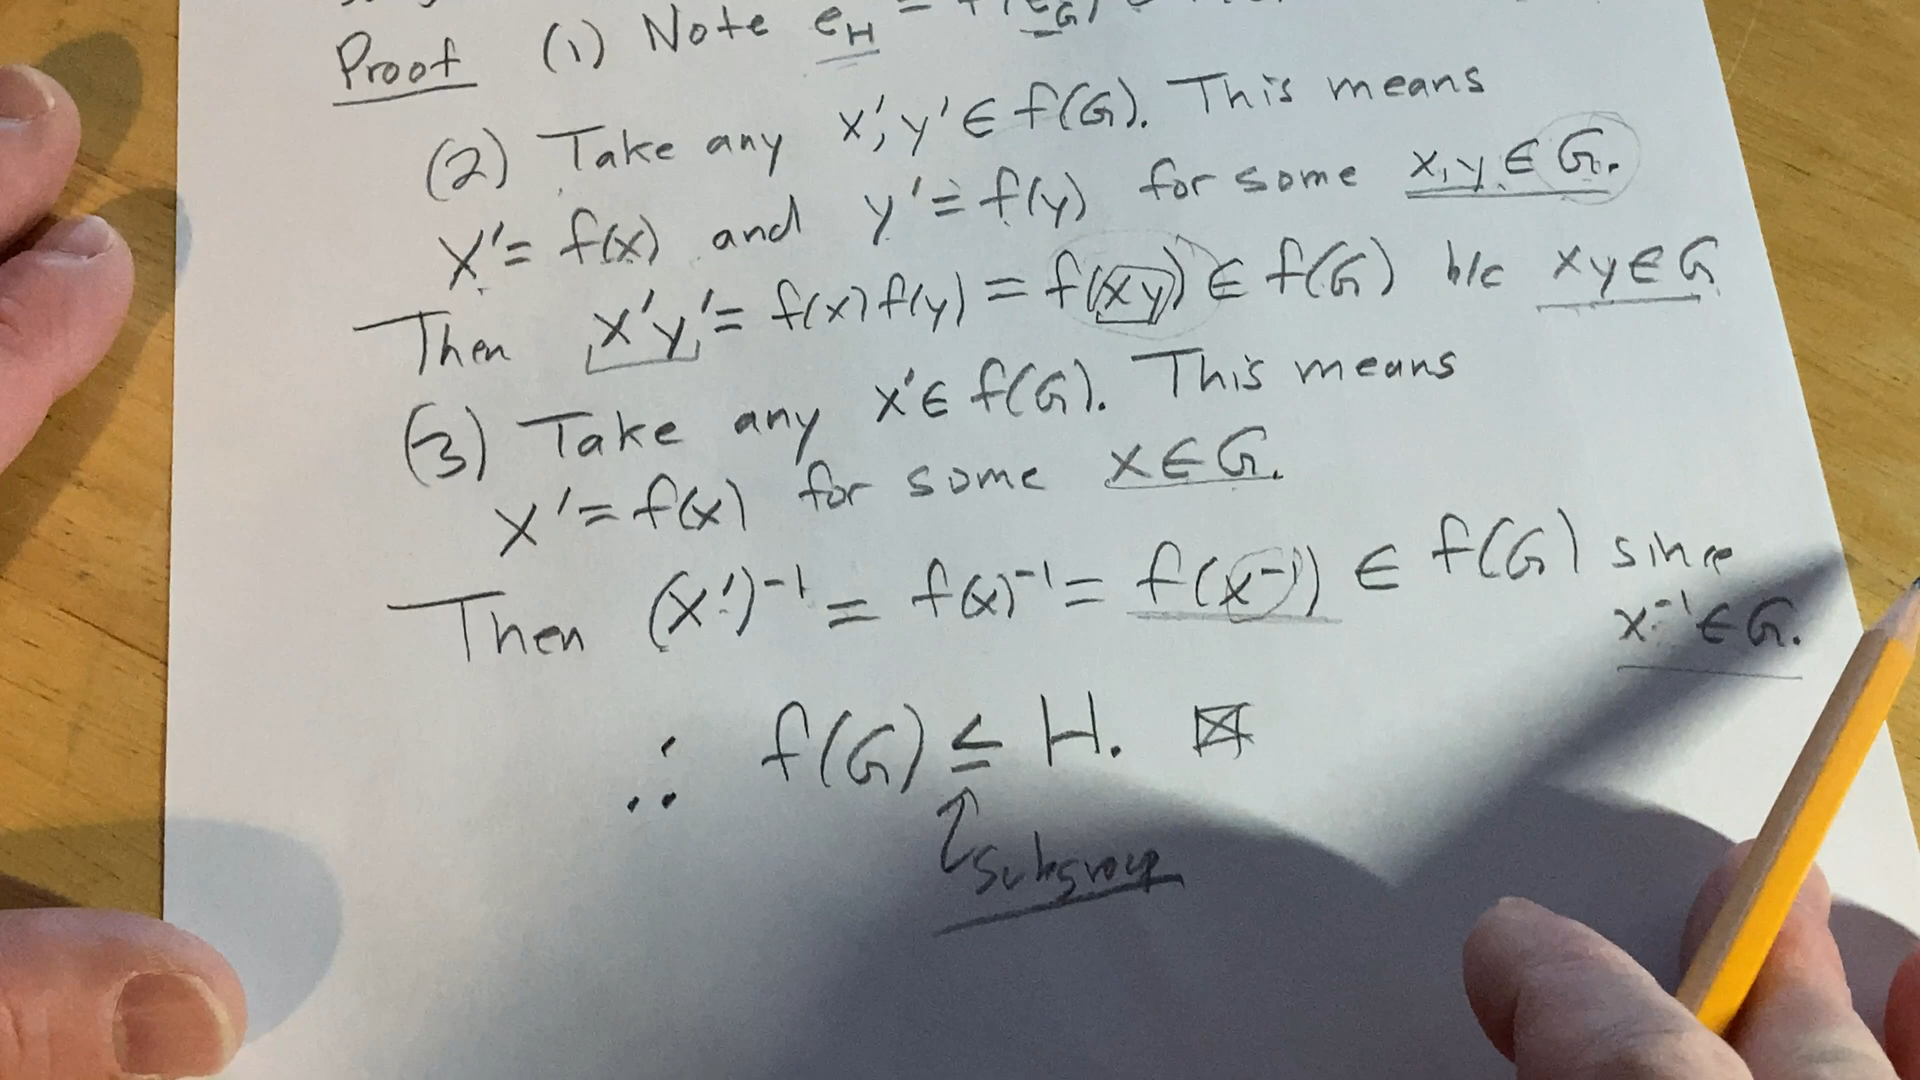 Proof (1) Note e_H = f(e_G)
(2) Take any x', y' ∈ f(G). This means
x' = f(x) and y' = f(y) for some x, y ∈ G.
Then x'y' = f(x)f(y) = f(xy) ∈ f(G) b/c xy ∈ G
(3) Take any x' ∈ f(G). This means
x' = f(x) for some x ∈ G.
Then (x')⁻¹ = f(x)⁻¹ = f(x⁻¹) ∈ f(G) since
x⁻¹ ∈ G.
∴ f(G) ≤ H. ⊠
↑ subgroup